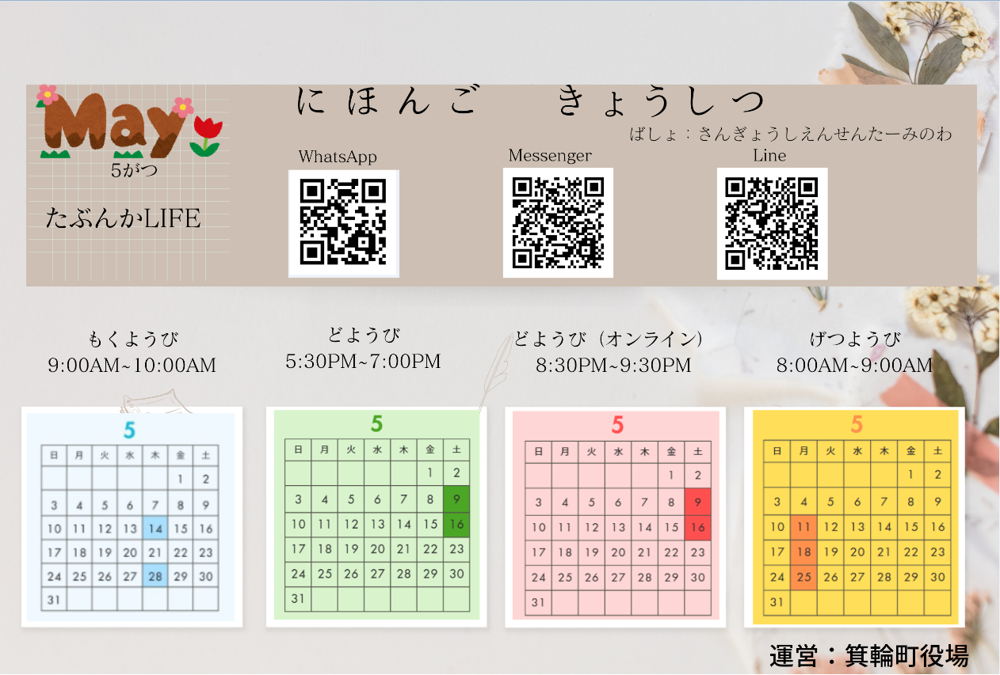 May
5がつ
たぶんかLIFE
にほんご　きょうしつ
ばしょ：さんぎょうしえんせんたーみのわ
WhatsApp
Messenger
Line
もくようび
9:00AM~10:00AM
5
日 月 火 水 木 金 土
1 2
3 4 5 6 7 8 9
10 11 12 13 14 15 16
17 18 19 20 21 22 23
24 25 26 27 28 29 30
31
どようび
5:30PM~7:00PM
5
日 月 火 水 木 金 土
1 2
3 4 5 6 7 8 9
10 11 12 13 14 15 16
17 18 19 20 21 22 23
24 25 26 27 28 29 30
31
どようび（オンライン）
8:30PM~9:30PM
5
日 月 火 水 木 金 土
1 2
3 4 5 6 7 8 9
10 11 12 13 14 15 16
17 18 19 20 21 22 23
24 25 26 27 28 29 30
31
げつようび
8:00AM~9:00AM
5
日 月 火 水 木 金 土
1 2
3 4 5 6 7 8 9
10 11 12 13 14 15 16
17 18 19 20 21 22 23
24 25 26 27 28 29 30
31
運営：箕輪町役場